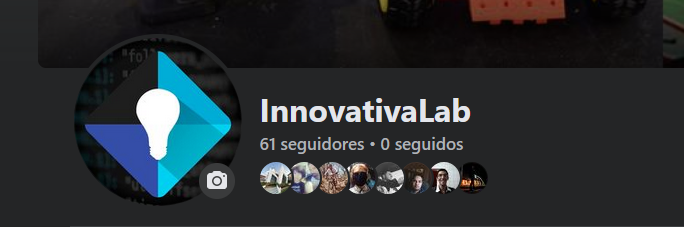 InnovativaLab
61 seguidores • 0 seguidos